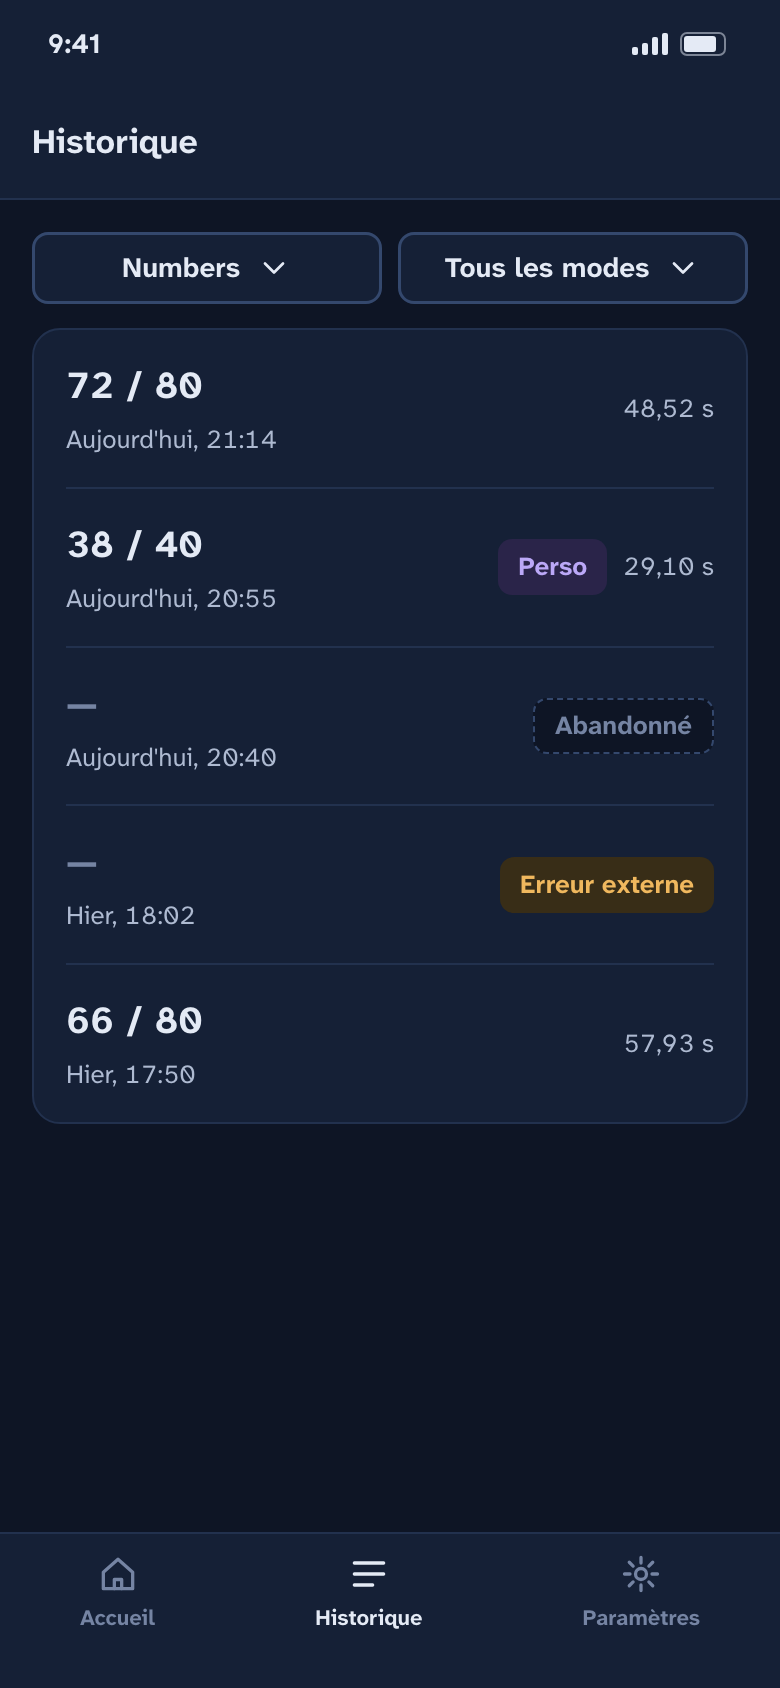 9:41
Historique
Numbers
Tous les modes
72 / 80
48,52 s
Aujourd'hui, 21:14
38 / 40
Perso
29,10 s
Aujourd'hui, 20:55
—
Abandonné
Aujourd'hui, 20:40
—
Erreur externe
Hier, 18:02
66 / 80
57,93 s
Hier, 17:50
Accueil
Historique
Paramètres